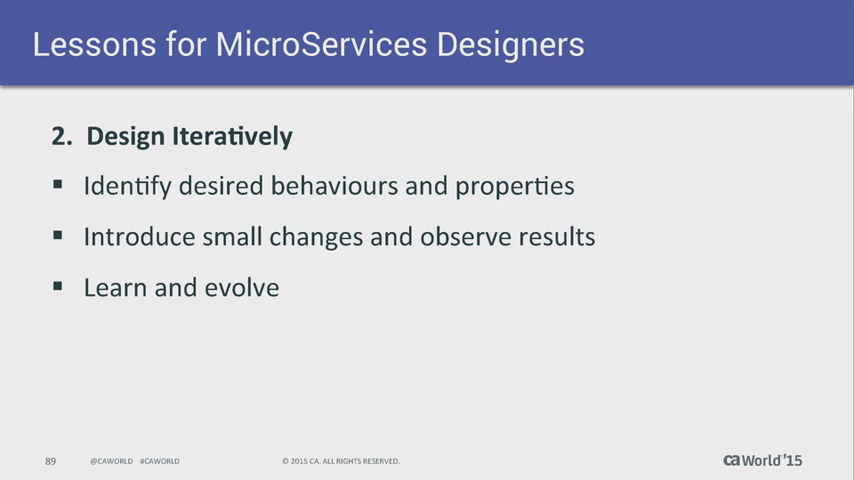 Lessons for MicroServices Designers
2. Design Iteratively
▪ Identify desired behaviours and properties
▪ Introduce small changes and observe results
▪ Learn and evolve
89 @CAWORLD #CAWORLD © 2015 CA. ALL RIGHTS RESERVED. ca World '15